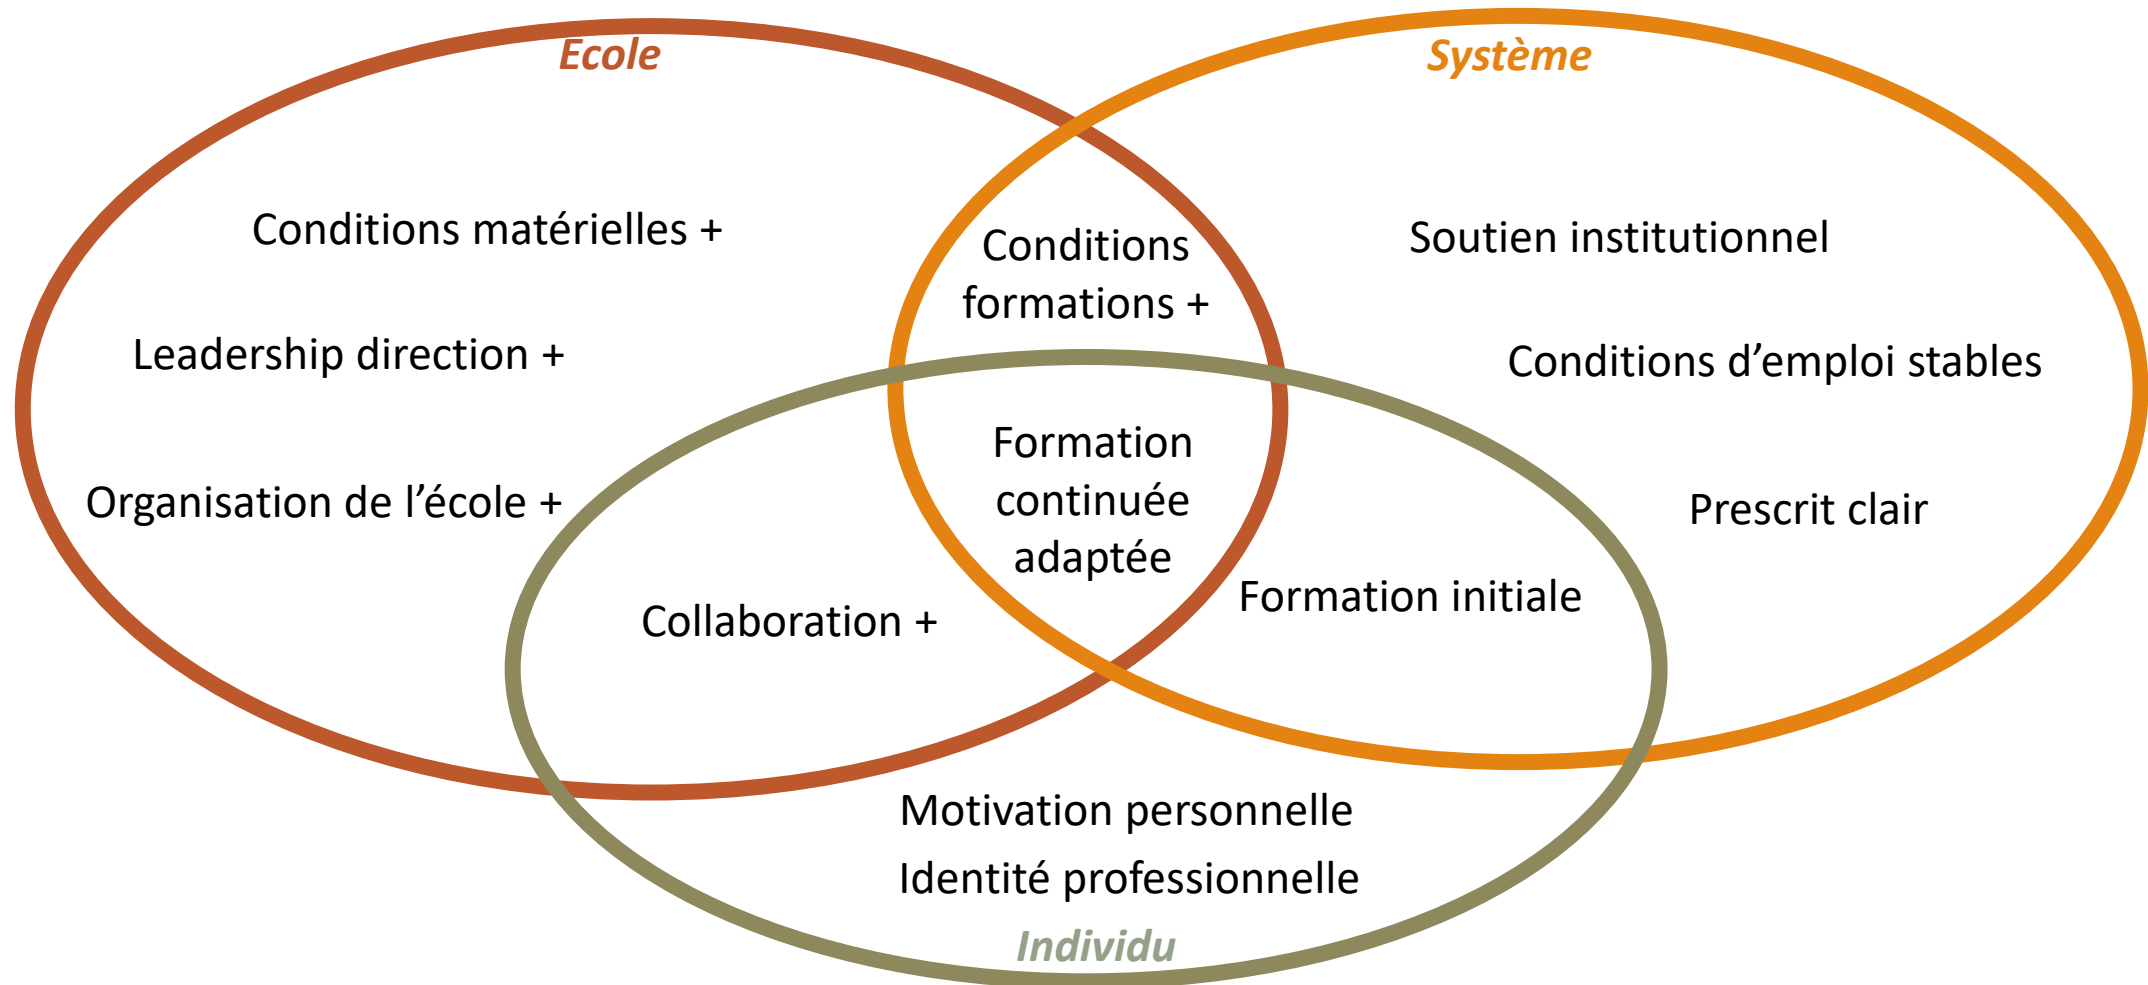 Ecole
Système
Conditions matérielles +
Conditions
formations +
Soutien institutionnel
Leadership direction +
Conditions d’emploi stables
Organisation de l’école +
Formation
continuée
adaptée
Prescrit clair
Collaboration +
Formation initiale
Motivation personnelle
Identité professionnelle
Individu